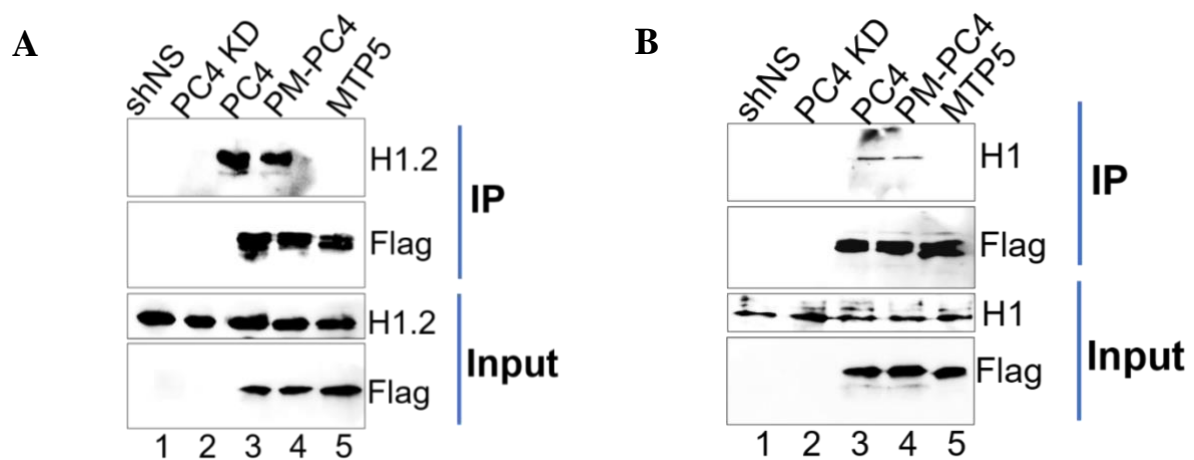 A
shNS
PC4 KD
PC4
PM-PC4
MTP5
H1.2
Flag
IP
H1.2
Flag
Input
1 2 3 4 5
B
shNS
PC4 KD
PC4
PM-PC4
MTP5
H1
Flag
IP
H1
Flag
Input
1 2 3 4 5